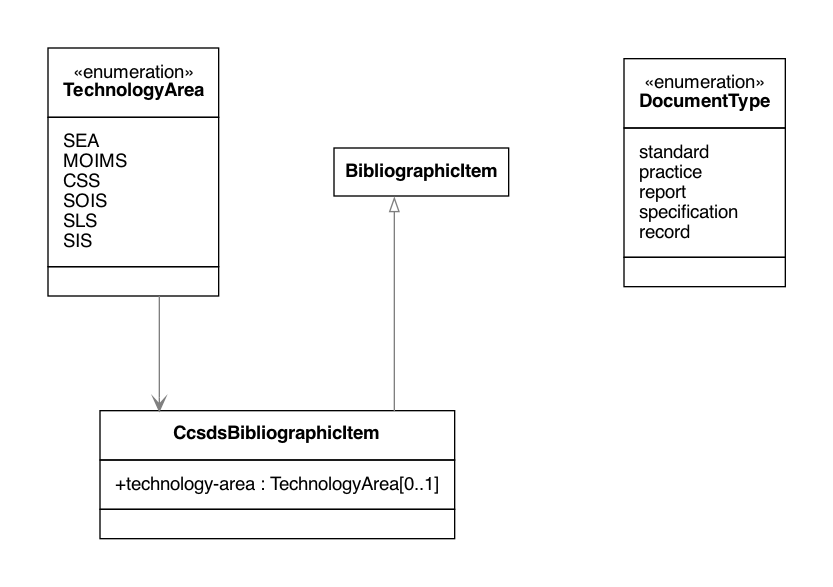 «enumeration»
TechnologyArea
SEA
MOIMS
CSS
SOIS
SLS
SIS
BibliographicItem
«enumeration»
DocumentType
standard
practice
report
specification
record
CcsdsBibliographicItem
+technology-area : TechnologyArea[0..1]